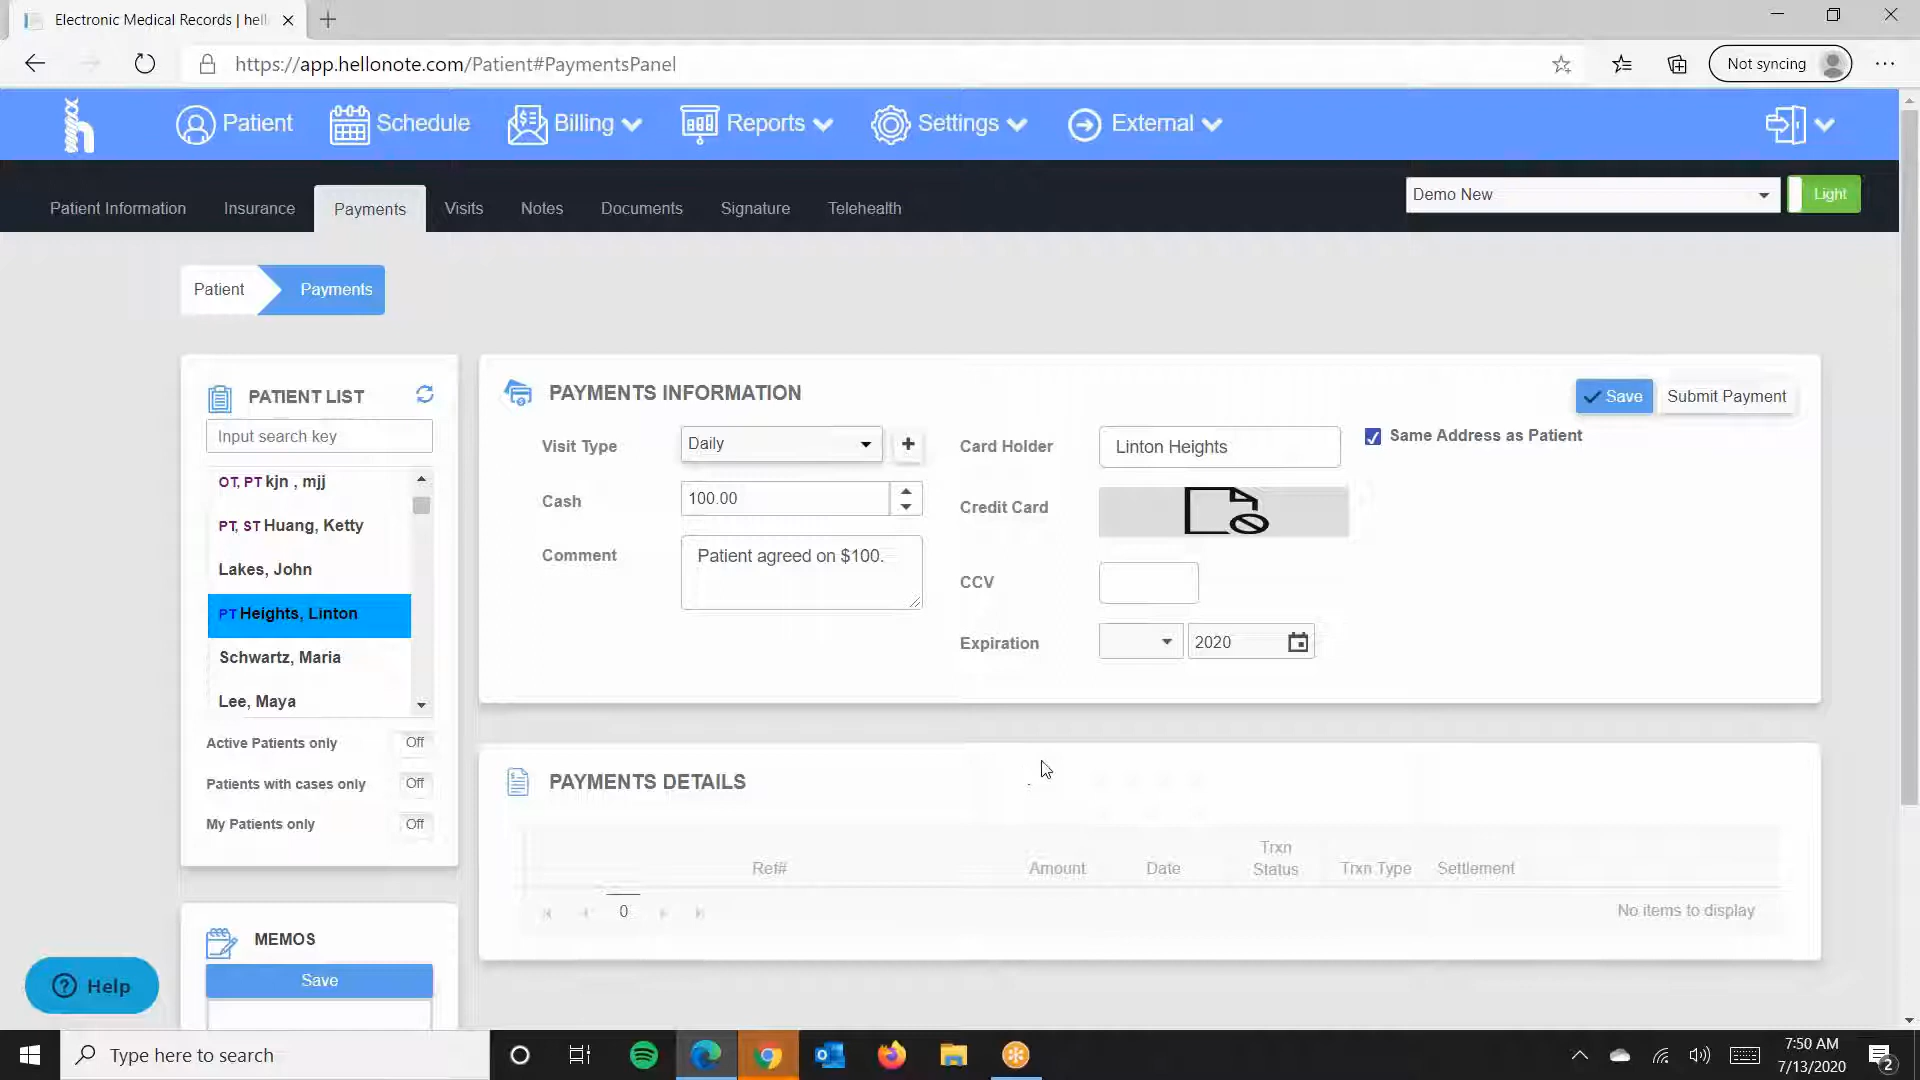 Electronic Medical Records | hell
https://app.hellonote.com/Patient#PaymentsPanel
Not syncing
Patient
Schedule
Billing
Reports
Settings
External
Patient Information
Insurance
Payments
Visits
Notes
Documents
Signature
Telehealth
Demo New
Light
Patient
Payments
PATIENT LIST
Input search key
OT, PT kjn , mjj
PT, ST Huang, Ketty
Lakes, John
PT Heights, Linton
Schwartz, Maria
Lee, Maya
Active Patients only Off
Patients with cases only Off
My Patients only Off
MEMOS
Save
PAYMENTS INFORMATION
Save
Submit Payment
Visit Type Daily
Cash 100.00
Comment Patient agreed on $100.
Card Holder Linton Heights
Same Address as Patient
Credit Card
CCV
Expiration 2020
PAYMENTS DETAILS
Ref# Amount Date Trxn Status Trxn Type Settlement
0
No items to display
Help
Type here to search
7:50 AM
7/13/2020
2